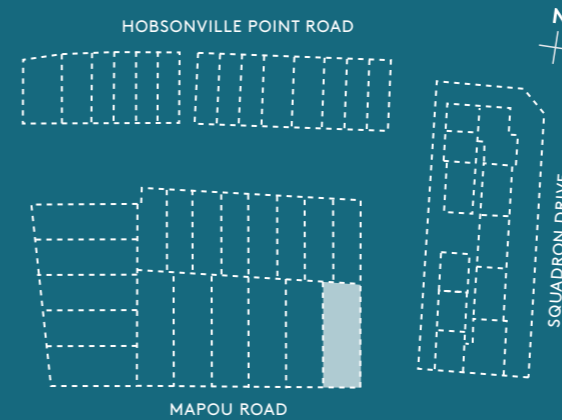 HOBSONVILLE POINT ROAD
N
SQUADRON DRIVE
MAPOU ROAD